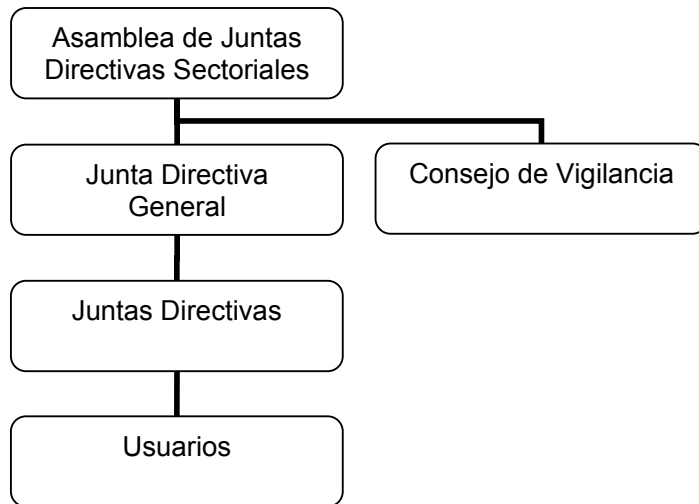 Asamblea de Juntas
Directivas Sectoriales
Junta Directiva
General
Consejo de Vigilancia
Juntas Directivas
Usuarios